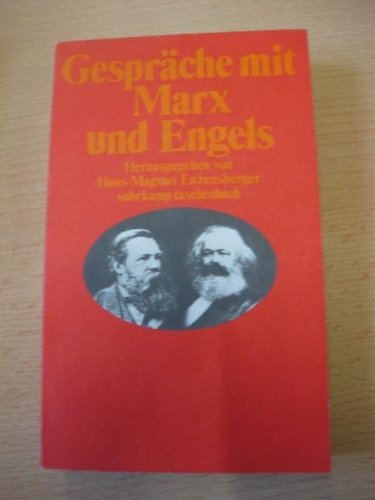 Gespräche mit
Marx
und Engels
Herausgegeben von
Hans Magnus Enzensberger
suhrkamp taschenbuch